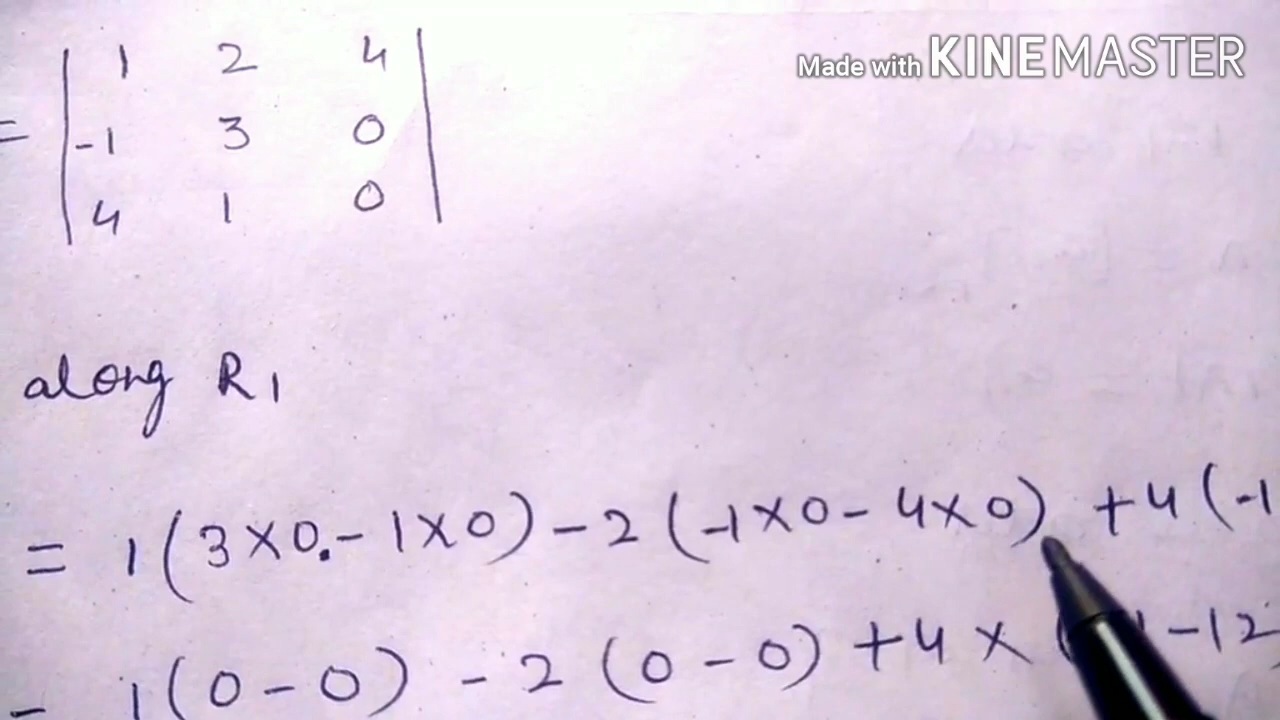 Made with KINEMASTER
= | 1 2 4 |
| -1 3 0 |
| 4 1 0 |
along R1
= 1(3×0.-1×0)-2(-1×0-4×0)+4(-1
= 1(0-0) -2(0-0)+4×( -12